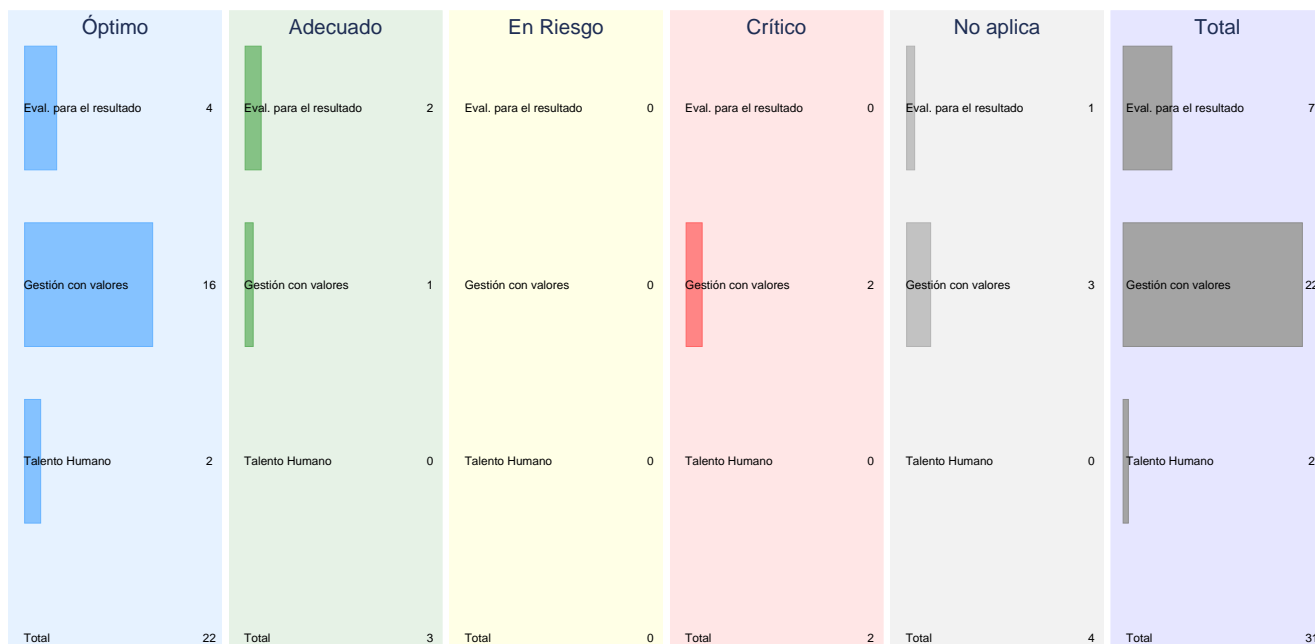 Óptimo Adecuado En Riesgo Crítico No aplica Total
Eval. para el resultado 4 Eval. para el resultado 2 Eval. para el resultado 0 Eval. para el resultado 0 Eval. para el resultado 1 Eval. para el resultado 7
Gestión con valores 16 Gestión con valores 1 Gestión con valores 0 Gestión con valores 2 Gestión con valores 3 Gestión con valores 22
Talento Humano 2 Talento Humano 0 Talento Humano 0 Talento Humano 0 Talento Humano 0 Talento Humano 2
Total 22 Total 3 Total 0 Total 2 Total 4 Total 31